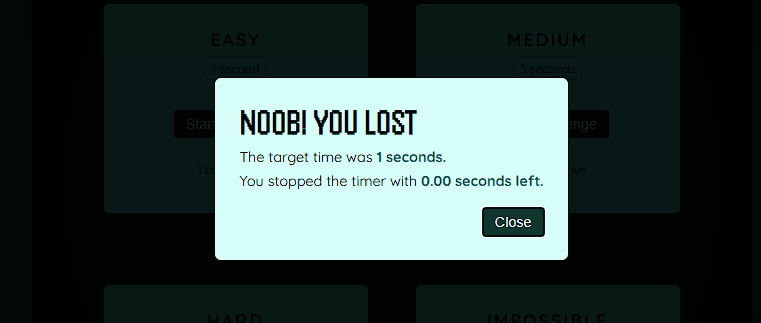 EASY
MEDIUM
1 second
5 seconds
NOOB! YOU LOST
The target time was 1 seconds.
You stopped the timer with 0.00 seconds left.
Close
HARD
IMPOSSIBLE